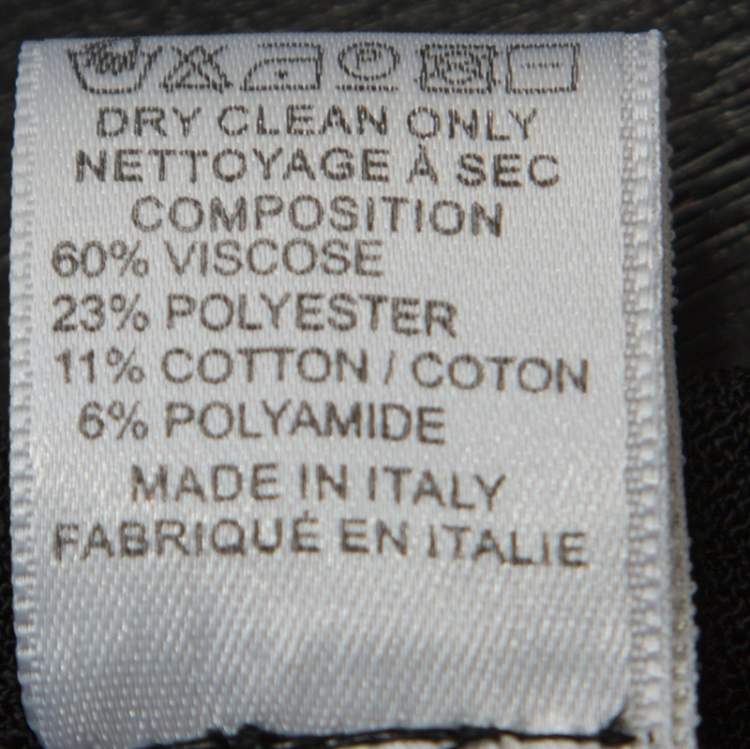 DRY CLEAN ONLY
NETTOYAGE À SEC
COMPOSITION
60% VISCOSE
23% POLYESTER
11% COTTON / COTON
6% POLYAMIDE
MADE IN ITALY
FABRIQUÉ EN ITALIE